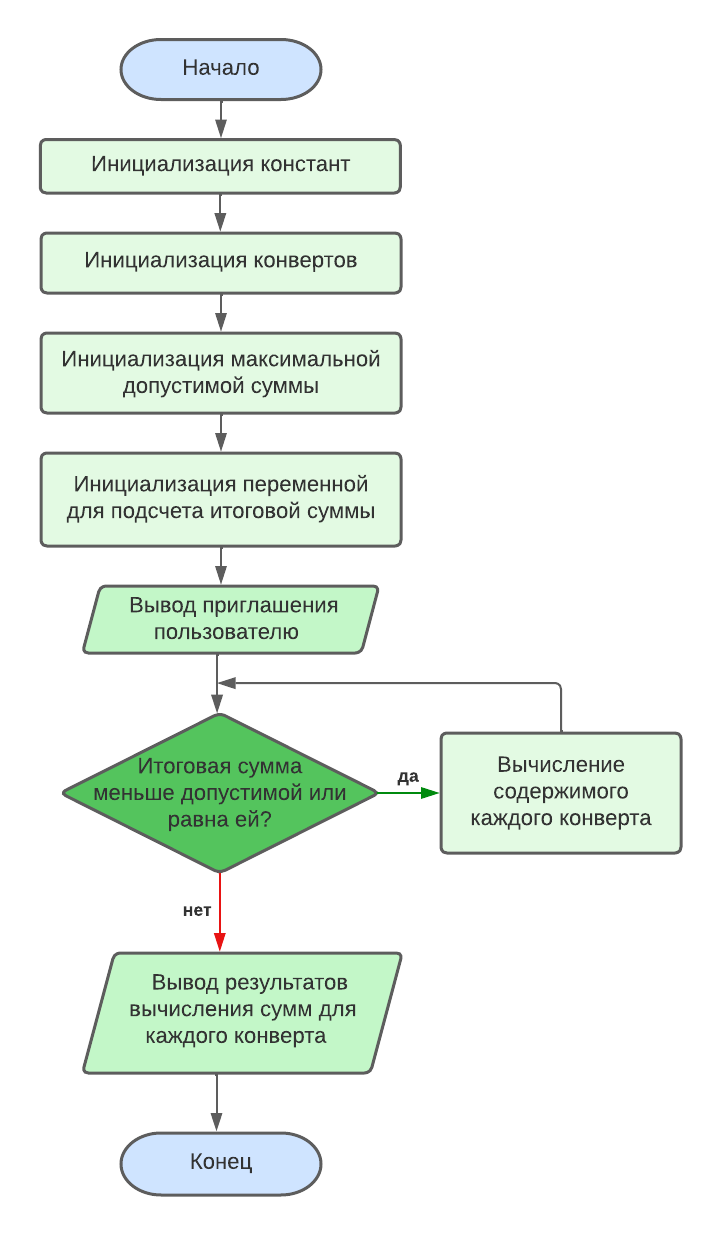 Начало
Инициализация констант
Инициализация конвертов
Инициализация максимальной
допустимой суммы
Инициализация переменной
для подсчета итоговой суммы
Вывод приглашения
пользователю
Итоговая сумма
меньше допустимой или
равна ей?
да
Вычисление
содержимого
каждого конверта
нет
Вывод результатов
вычисления сумм для
каждого конверта
Конец